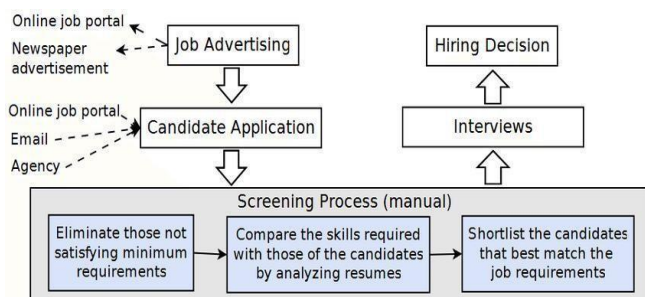 Online job portal
Newspaper
advertisement
Job Advertising
Hiring Decision
Online job portal
Email
Agency
Candidate Application
Interviews
Screening Process (manual)
Eliminate those not
satisfying minimum
requirements
Compare the skills required
with those of the candidates
by analyzing resumes
Shortlist the candidates
that best match the
job requirements